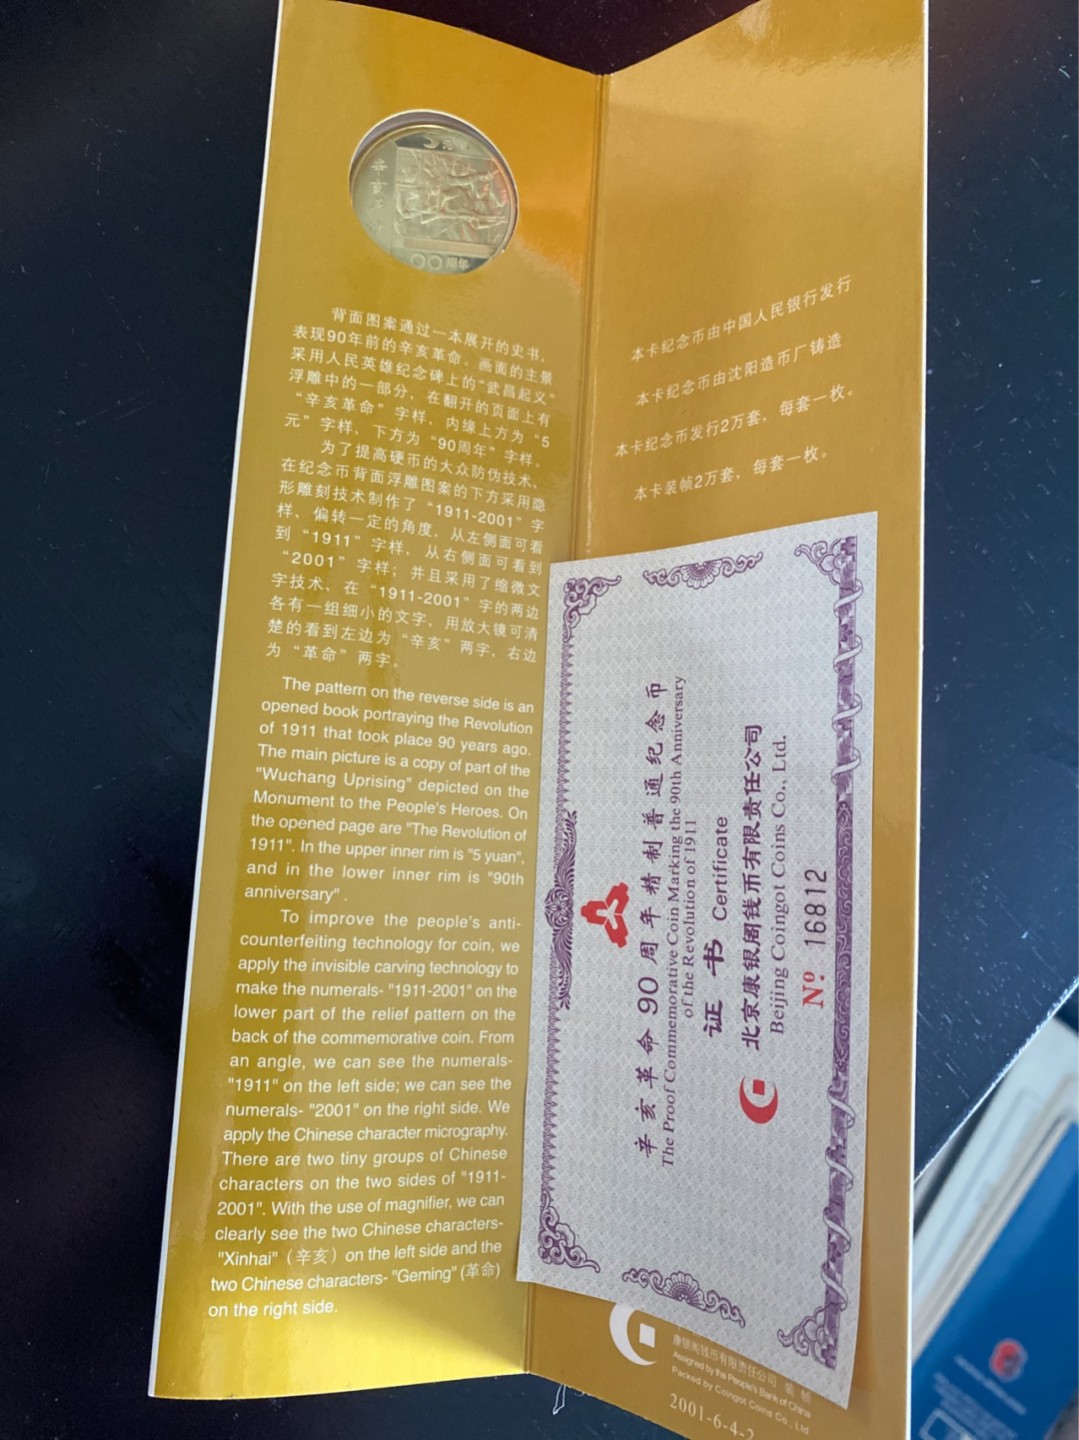 5元
辛亥革命
90周年
背面图案通过一本展开的史书，
表现90年前的辛亥革命。画面的主景
采用人民英雄纪念碑上的“武昌起义”
浮雕中的一部分、在翻开的页面上有
“辛亥革命”字样，内缘上方为“5
元”字样，下方为“90周年”字样。
为了提高硬币的大众防伪技术、
在纪念币背面浮雕图案的下方采用隐
形雕刻技术制作了“1911-2001”字
样，偏转一定的角度，从左侧面可看
到“1911”字样，从右侧面可看到
“2001”字样；并且采用了缩微文
字技术，在“1911-2001”字的两边
各有一组细小的文字，用放大镜可清
楚的看到左边为“辛亥”两字、右边
为“革命”两字。
The pattern on the reverse side is an
opened book portraying the Revolution
of 1911 that took place 90 years ago.
The main picture is a copy of part of the
"Wuchang Uprising" depicted on the
Monument to the People's Heroes. On
the opened page are "The Revolution of
1911". In the upper inner rim is "5 yuan",
and in the lower inner rim is "90th
anniversary" .
To improve the people's anti-
counterfeiting technology for coin, we
apply the invisible carving technology to
make the numerals- "1911-2001" on the
lower part of the relief pattern on the
back of the commemorative coin. From
an angle, we can see the numerals-
"1911" on the left side; we can see the
numerals- "2001" on the right side. We
apply the Chinese character micrography.
There are two tiny groups of Chinese
characters on the two sides of "1911-
2001". With the use of magnifier, we can
clearly see the two Chinese characters-
"Xinhai"（辛亥）on the left side and the
two Chinese characters- "Geming" (革命)
on the right side.
本卡纪念币由中国人民银行发行
本卡纪念币由沈阳造币厂铸造
本卡纪念币发行2万套，每套一枚。
本卡装帧2万套，每套一枚。
辛亥革命90周年精制普通纪念币
The Proof Commemorative Coin Marking the 90th Anniversary
of the Revolution of 1911
证书 Certificate
北京康银阁钱币有限责任公司
Beijing Coingot Coins Co., Ltd.
Nº: 16812
康银阁钱币有限责任公司 装帧
Assigned by the People's Bank of China
Packed by Coingot Coins Co., Ltd
2001-6-4-2